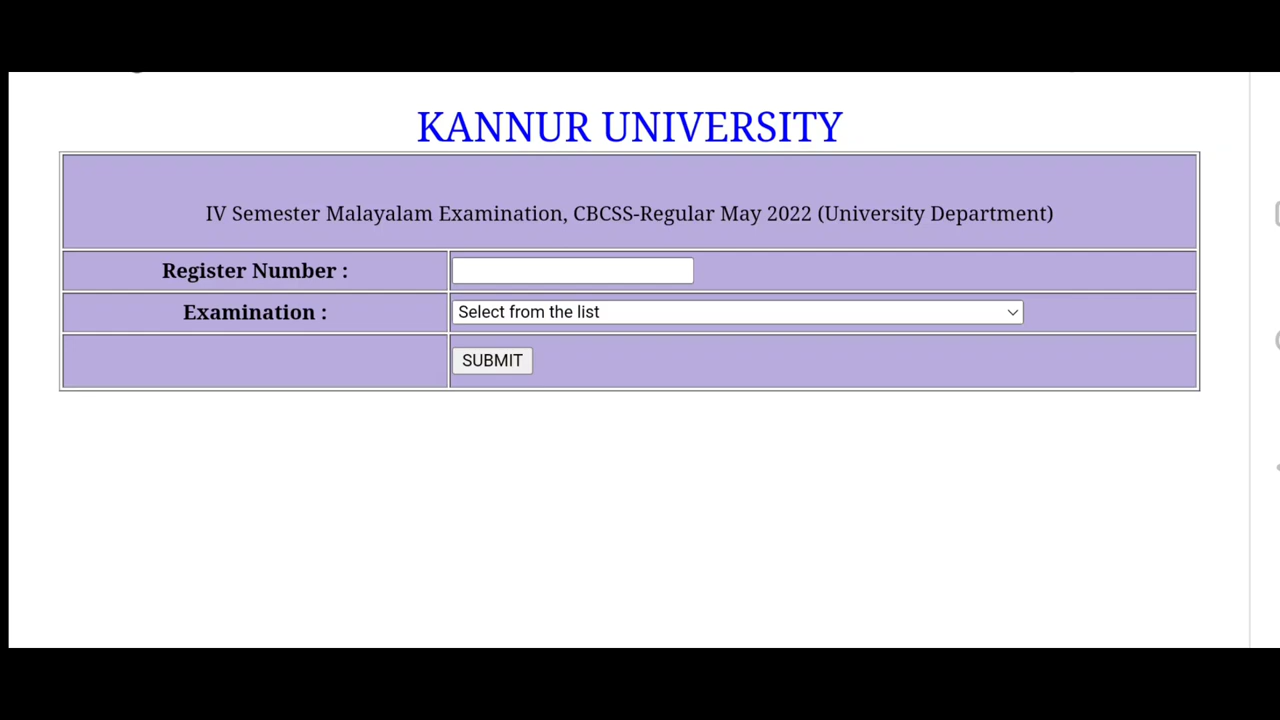 KANNUR UNIVERSITY
IV Semester Malayalam Examination, CBCSS-Regular May 2022 (University Department)
Register Number :
Examination :
Select from the list
SUBMIT